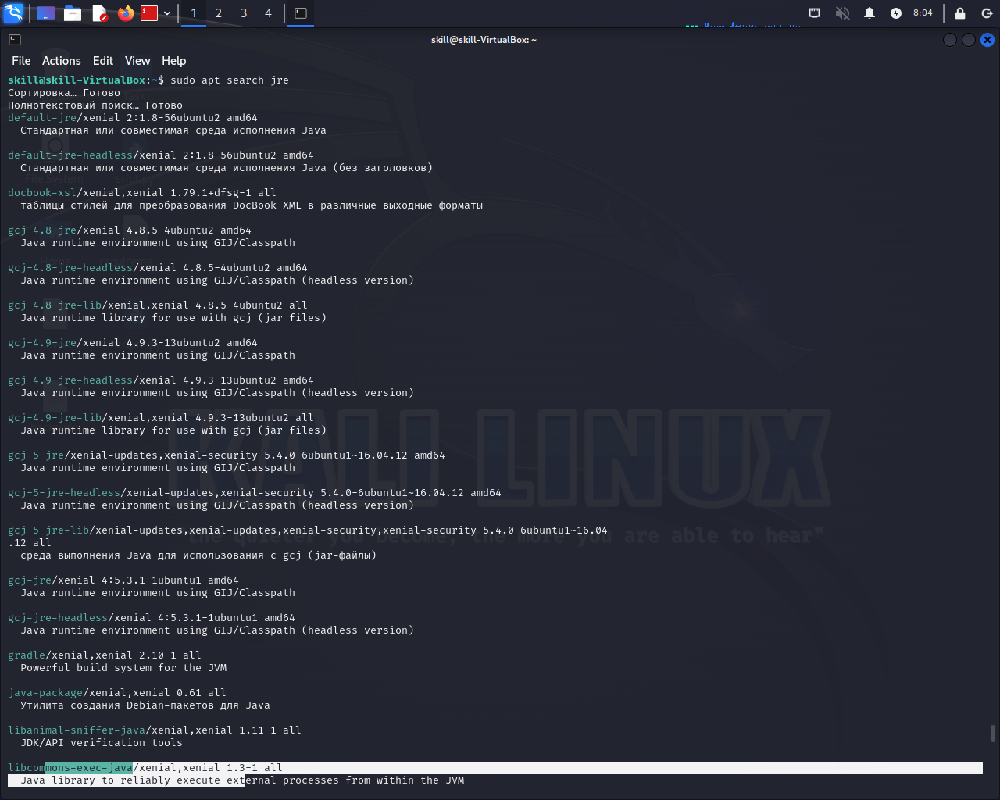 1 2 3 4 8:04
skill@skill-VirtualBox: ~
File Actions Edit View Help
skill@skill-VirtualBox:~$ sudo apt search jre
Сортировка… Готово
Полнотекстовый поиск… Готово
default-jre/xenial 2:1.8-56ubuntu2 amd64
Стандартная или совместимая среда исполнения Java
default-jre-headless/xenial 2:1.8-56ubuntu2 amd64
Стандартная или совместимая среда исполнения Java (без заголовков)
File System script.py
docbook-xsl/xenial,xenial 1.79.1+dfsg-1 all
таблицы стилей для преобразования DocBook XML в различные выходные форматы
gcj-4.8-jre/xenial 4.8.5-4ubuntu2 amd64
Java runtime environment using GIJ/Classpath
Home
gcj-4.8-jre-headless/xenial 4.8.5-4ubuntu2 amd64
Java runtime environment using GIJ/Classpath (headless version)
gcj-4.8-jre-lib/xenial,xenial 4.8.5-4ubuntu2 all
Java runtime library for use with gcj (jar files)
gcj-4.9-jre/xenial 4.9.3-13ubuntu2 amd64
Java runtime environment using GIJ/Classpath
gcj-4.9-jre-headless/xenial 4.9.3-13ubuntu2 amd64
Java runtime environment using GIJ/Classpath (headless version)
gcj-4.9-jre-lib/xenial,xenial 4.9.3-13ubuntu2 all
Java runtime library for use with gcj (jar files)
gcj-5-jre/xenial-updates,xenial-security 5.4.0-6ubuntu1~16.04.12 amd64
Java runtime environment using GIJ/Classpath
KALI LINUX
gcj-5-jre-headless/xenial-updates,xenial-security 5.4.0-6ubuntu1~16.04.12 amd64
Java runtime environment using GIJ/Classpath (headless version)
gcj-5-jre-lib/xenial-updates,xenial-updates,xenial-security,xenial-security 5.4.0-6ubuntu1~16.04
"the quieter you become, the more you are able to hear"
.12 all
среда выполнения Java для использования с gcj (jar-файлы)
gcj-jre/xenial 4:5.3.1-1ubuntu1 amd64
Java runtime environment using GIJ/Classpath
gcj-jre-headless/xenial 4:5.3.1-1ubuntu1 amd64
Java runtime environment using GIJ/Classpath (headless version)
gradle/xenial,xenial 2.10-1 all
Powerful build system for the JVM
java-package/xenial,xenial 0.61 all
Утилита создания Debian-пакетов для Java
libanimal-sniffer-java/xenial,xenial 1.11-1 all
JDK/API verification tools
libcommons-exec-java/xenial,xenial 1.3-1 all
Java library to reliably execute external processes from within the JVM